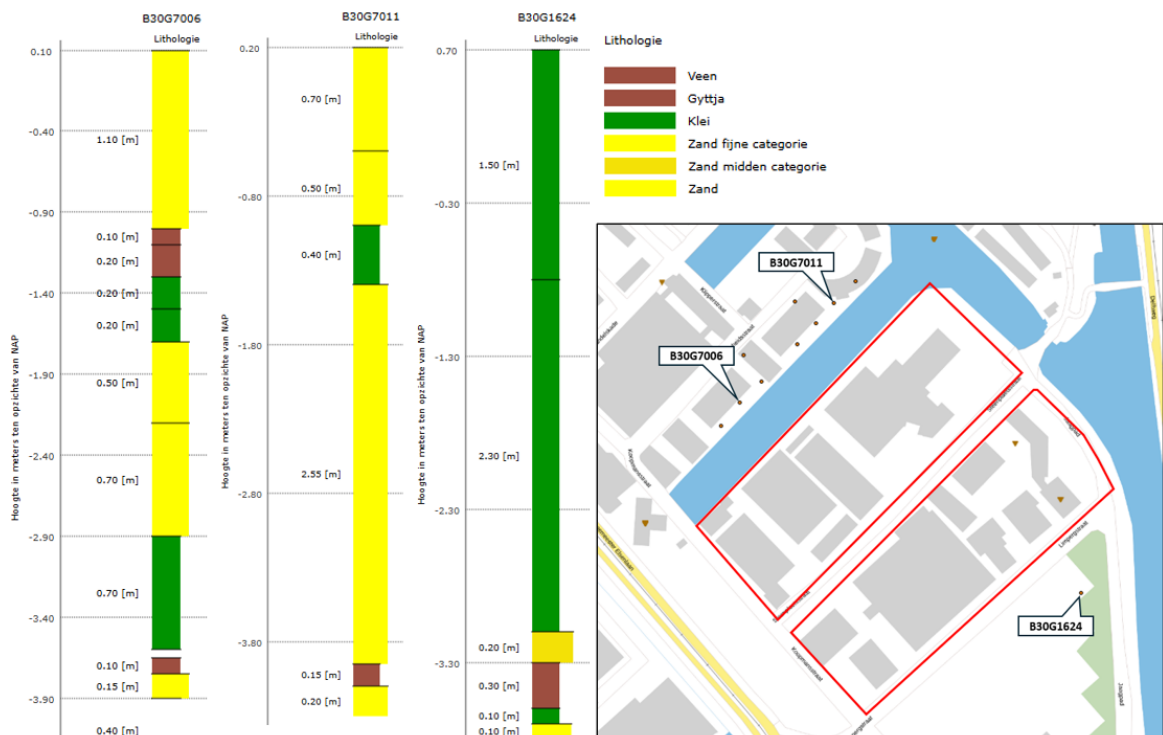 B30G7006
Lithologie
Hoogte in meters ten opzichte van NAP
0.10
-0.40
-0.90
-1.40
-1.90
-2.40
-2.90
-3.40
-3.90
1.10 [m]
0.10 [m]
0.20 [m]
0.20 [m]
0.20 [m]
0.50 [m]
0.70 [m]
0.70 [m]
0.10 [m]
0.15 [m]
0.40 [m]
B30G7011
Lithologie
Hoogte in meters ten opzichte van NAP
0.20
-0.80
-1.80
-2.80
-3.80
0.70 [m]
0.50 [m]
0.40 [m]
2.55 [m]
0.15 [m]
0.20 [m]
B30G1624
Lithologie
Hoogte in meters ten opzichte van NAP
0.70
-0.30
-1.30
-2.30
-3.30
1.50 [m]
2.30 [m]
0.20 [m]
0.30 [m]
0.10 [m]
0.10 [m]
Lithologie
Veen
Gyttja
Klei
Zand fijne categorie
Zand midden categorie
Zand
B30G7011
B30G7006
B30G1624
Koopmansstraat
Limpergstraat
Koopmansstraat
Jaagpad
Delftweg